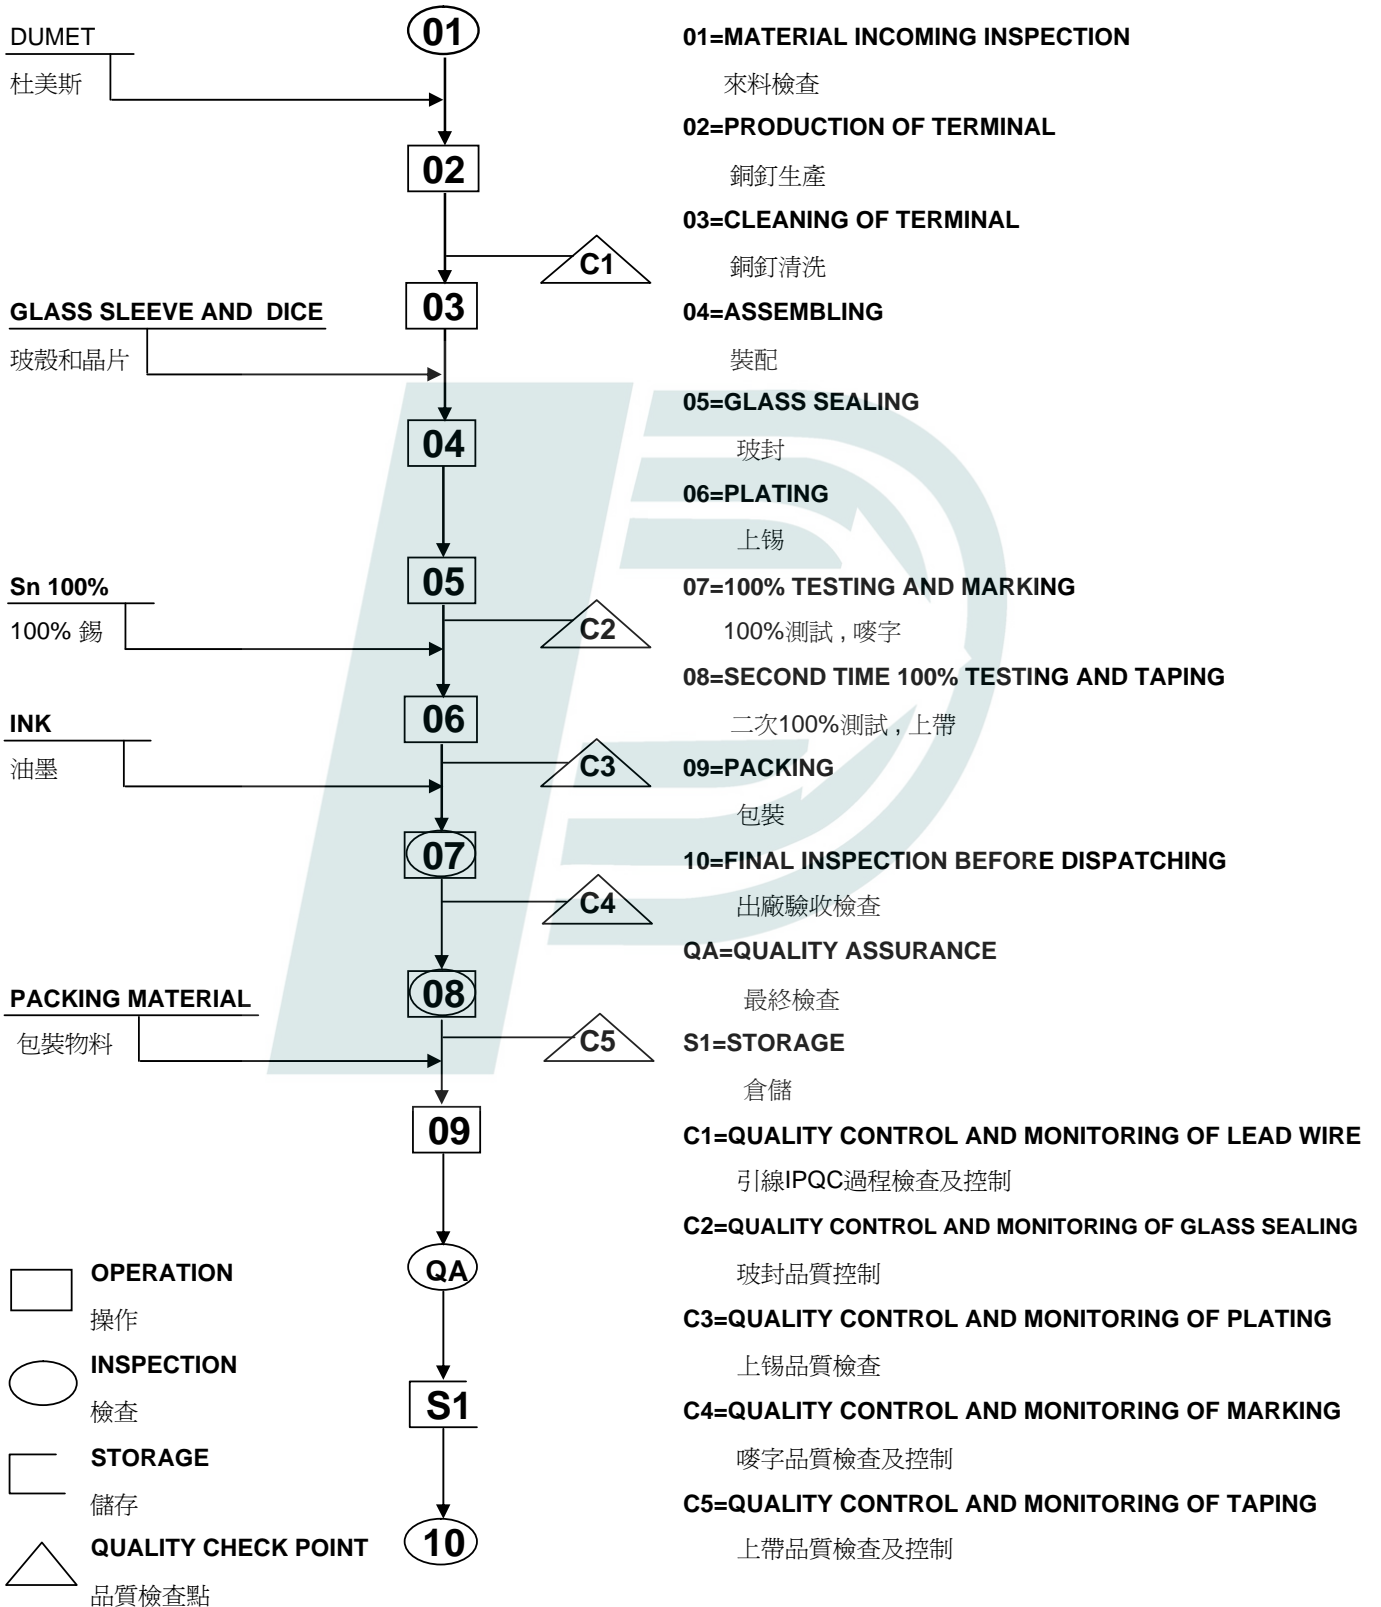 DUMET
杜美斯
GLASS SLEEVE AND DICE
玻殼和晶片
Sn 100%
100% 錫
INK
油墨
PACKING MATERIAL
包裝物料
01
02
C1
03
04
05
C2
06
C3
07
C4
08
C5
09
QA
S1
10
OPERATION
操作
INSPECTION
檢查
STORAGE
儲存
QUALITY CHECK POINT
品質檢查點
01=MATERIAL INCOMING INSPECTION
來料檢查
02=PRODUCTION OF TERMINAL
銅釘生產
03=CLEANING OF TERMINAL
銅釘清洗
04=ASSEMBLING
裝配
05=GLASS SEALING
玻封
06=PLATING
上锡
07=100% TESTING AND MARKING
100%測試 , 嘜字
08=SECOND TIME 100% TESTING AND TAPING
二次100%測試 , 上帶
09=PACKING
包裝
10=FINAL INSPECTION BEFORE DISPATCHING
出廠驗收檢查
QA=QUALITY ASSURANCE
最終檢查
S1=STORAGE
倉儲
C1=QUALITY CONTROL AND MONITORING OF LEAD WIRE
引線IPQC過程檢查及控制
C2=QUALITY CONTROL AND MONITORING OF GLASS SEALING
玻封品質控制
C3=QUALITY CONTROL AND MONITORING OF PLATING
上锡品質檢查
C4=QUALITY CONTROL AND MONITORING OF MARKING
嘜字品質檢查及控制
C5=QUALITY CONTROL AND MONITORING OF TAPING
上帶品質檢查及控制